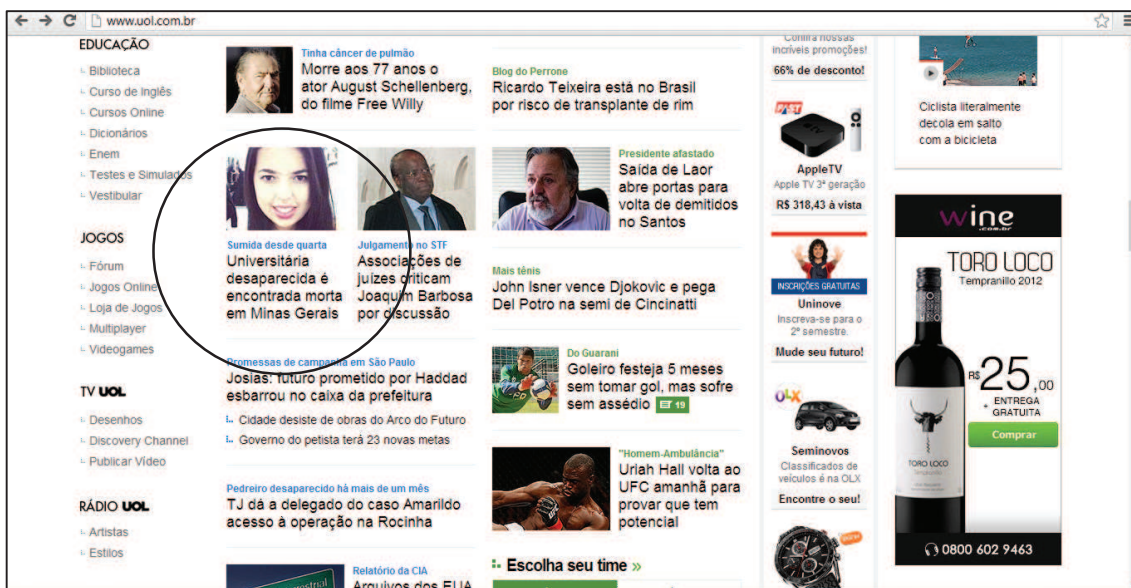 www.uol.com.br
EDUCAÇÃO
Biblioteca
Curso de Inglês
Cursos Online
Dicionários
Enem
Testes e Simulados
Vestibular
JOGOS
Fórum
Jogos Online
Loja de Jogos
Multiplayer
Videogames
TV UOL
Desenhos
Discovery Channel
Publicar Vídeo
RÁDIO UOL
Artistas
Estilos
Tinha câncer de pulmão
Morre aos 77 anos o
ator August Schellenberg,
do filme Free Willy
Sumida desde quarta
Universitária
desaparecida é
encontrada morta
em Minas Gerais
Julgamento no STF
Associações de
juízes criticam
Joaquim Barbosa
por discussão
Promessas de campanha em São Paulo
Josias: futuro prometido por Haddad
esbarrou no caixa da prefeitura
Cidade desiste de obras do Arco do Futuro
Governo do petista terá 23 novas metas
Pedreiro desaparecido há mais de um mês
TJ dá a delegado do caso Amarildo
acesso à operação na Rocinha
Relatório da CIA
Arquivos dos EUA
Blog do Perrone
Ricardo Teixeira está no Brasil
por risco de transplante de rim
Presidente afastado
Saída de Laor
abre portas para
volta de demitidos
no Santos
Mais tênis
John Isner vence Djokovic e pega
Del Potro na semi de Cincinatti
Do Guarani
Goleiro festeja 5 meses
sem tomar gol, mas sofre
sem assédio 19
"Homem-Ambulância"
Uriah Hall volta ao
UFC amanhã para
provar que tem
potencial
Escolha seu time »
Confira nossas
incríveis promoções!
66% de desconto!
FAST
AppleTV
Apple TV 3ª geração
R$ 318,43 à vista
INSCRIÇÕES GRATUITAS
Uninove
Inscreva-se para o
2º semestre.
Mude seu futuro!
OLX
Seminovos
Classificados de
veículos é na OLX
Encontre o seu!
Ciclista literalmente
decola em salto
com a bicicleta
wine
.com.br
TORO LOCO
Tempranillo 2012
R$ 25,00
+ ENTREGA
GRATUITA
Comprar
TORO LOCO
0800 602 9463